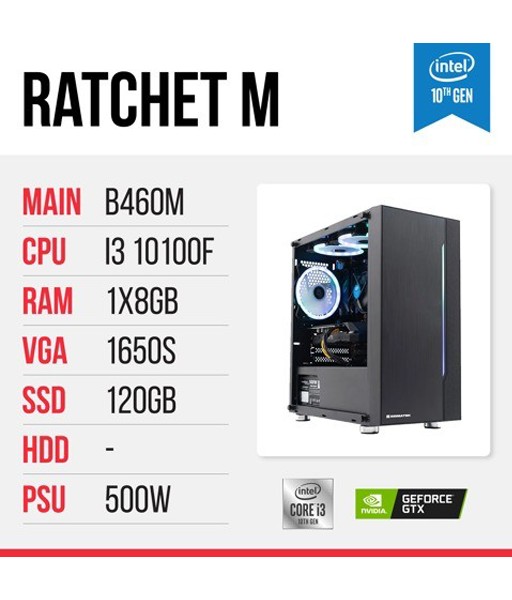 RATCHET M
intel
10TH GEN
MAIN B460M
CPU I3 10100F
RAM 1X8GB
VGA 1650S
SSD 120GB
HDD -
PSU 500W
intel
CORE i3
10TH GEN
NVIDIA
GEFORCE
GTX